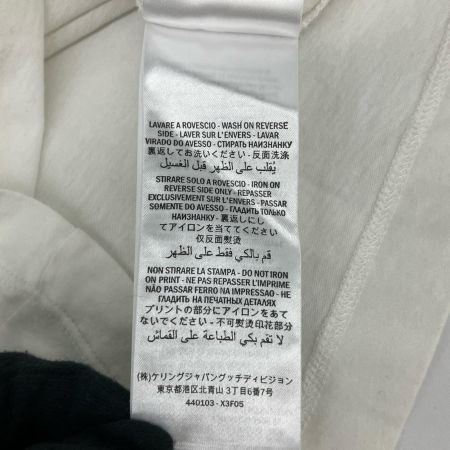 LAVARE A ROVESCIO - WASH ON REVERSE
SIDE - LAVER SUR L'ENVERS - LAVAR
VIRADO DO AVESSO - СТИРАТЬ НАИЗНАНКУ
裏返してお洗いください - 反面洗涤
يُقلب على الظهر قبل الغسيل
STIRARE SOLO A ROVESCIO - IRON ON
REVERSE SIDE ONLY - REPASSER
EXCLUSIVEMENT SUR L'ENVERS - PASSAR
SOMENTE DO AVESSO - ГЛАДИТЬ ТОЛЬКО
НАИЗНАНКУ - 裏返しにし
てアイロンを当ててください
仅反面熨烫
قم بالكي فقط على الظهر
NON STIRARE LA STAMPA - DO NOT IRON
ON PRINT - NE PAS REPASSER L'IMPRIME
NÃO PASSAR FERRO NA IMPRESSAO - НЕ
ГЛАДИТЬ НА ПЕЧАТНЫХ ДЕТАЛЯХ
プリントの部分にアイロンをあて
ないでください - 不可熨烫印花部分
لا تقم بكي الطباعة على القماش
(株)ケリングジャパングッチディビジョン
東京都港区北青山 3丁目6番7号
440103 - X3F05